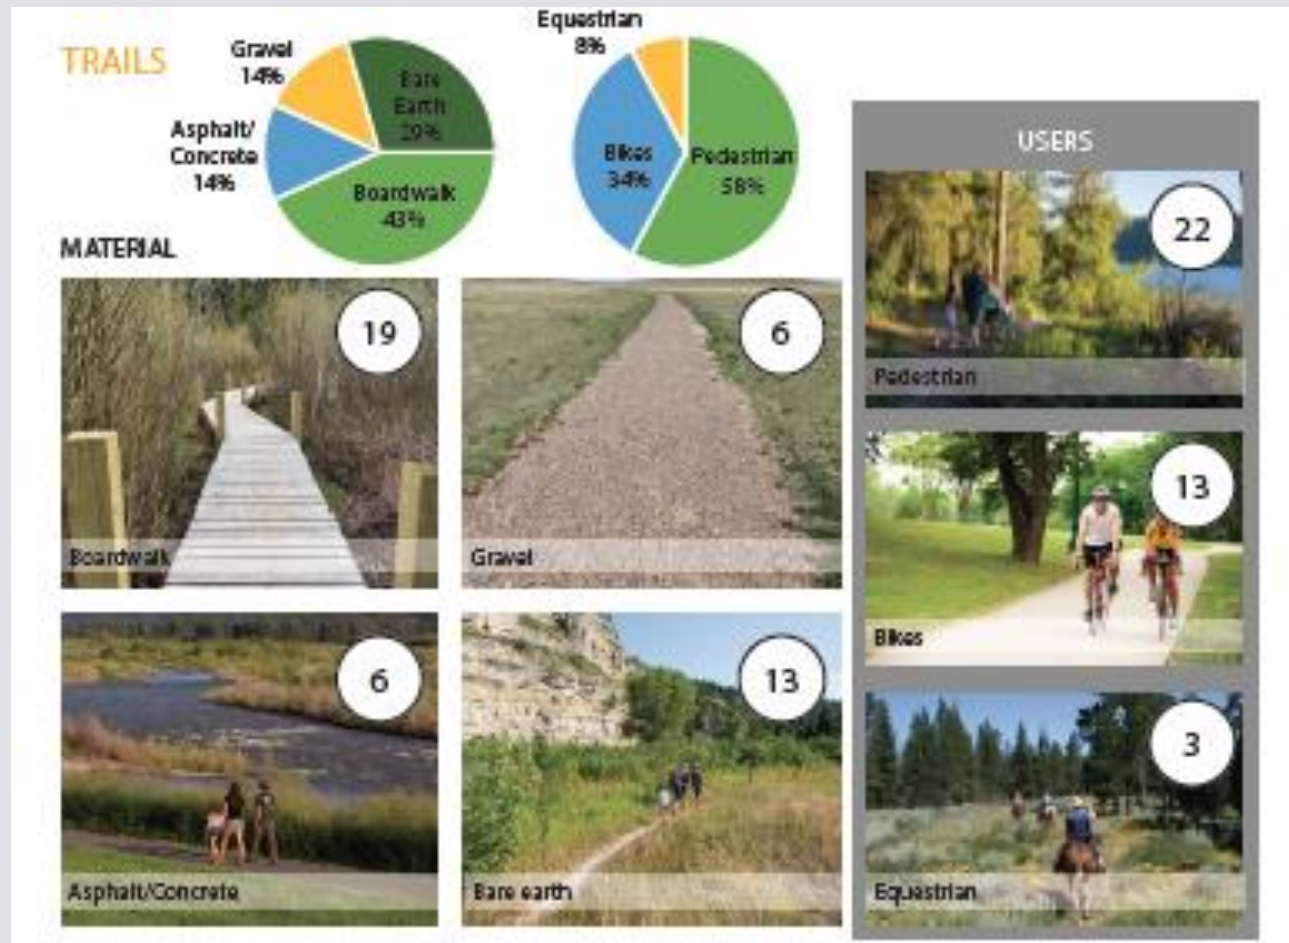 TRAILS
Gravel
14%
Bare
Earth
29%
Asphalt/
Concrete
14%
Boardwalk
43%
Equestrian
8%
Bikes
34%
Pedestrian
58%
MATERIAL
19
Boardwalk
6
Gravel
6
Asphalt/Concrete
13
Bare earth
USERS
22
Pedestrian
13
Bikes
3
Equestrian